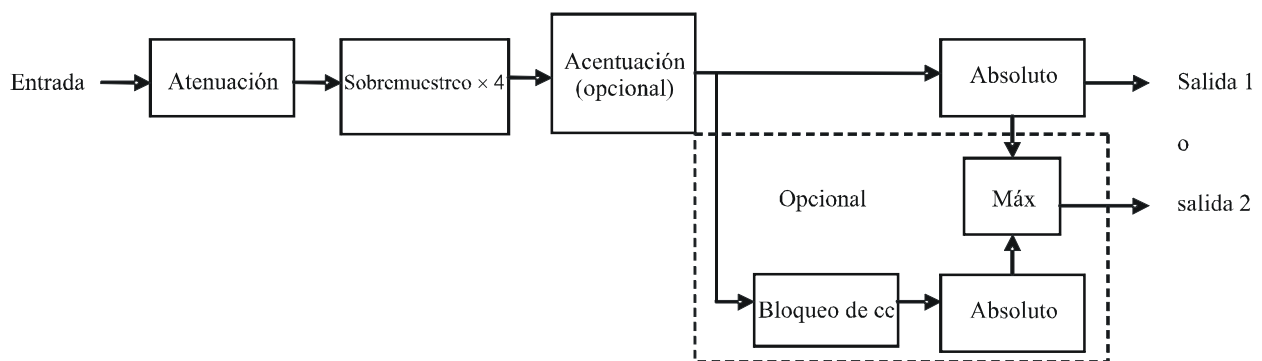 Entrada
Atenuación
Sobremuestreo × 4
Acentuación
(opcional)
Absoluto
Salida 1
o
Opcional
Máx
salida 2
Bloqueo de cc
Absoluto